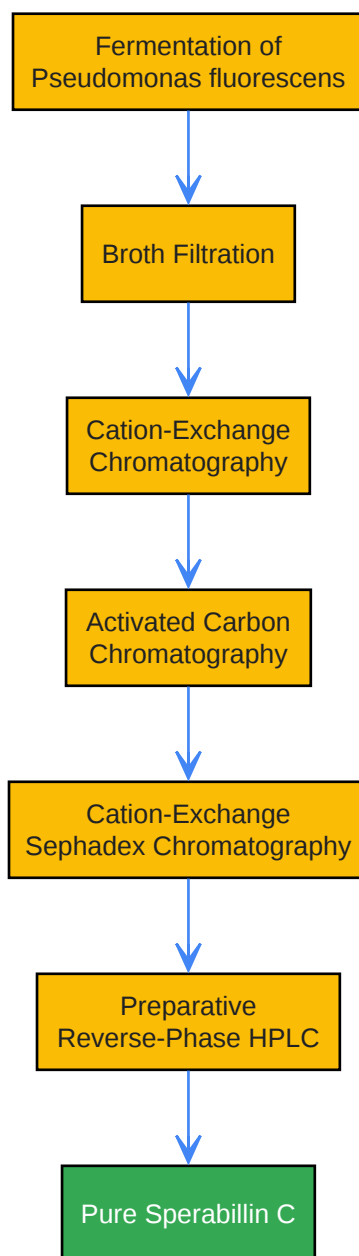 Fermentation of
Pseudomonas fluorescens
Broth Filtration
Cation-Exchange
Chromatography
Activated Carbon
Chromatography
Cation-Exchange
Sephadex Chromatography
Preparative
Reverse-Phase HPLC
Pure Sperabillin C